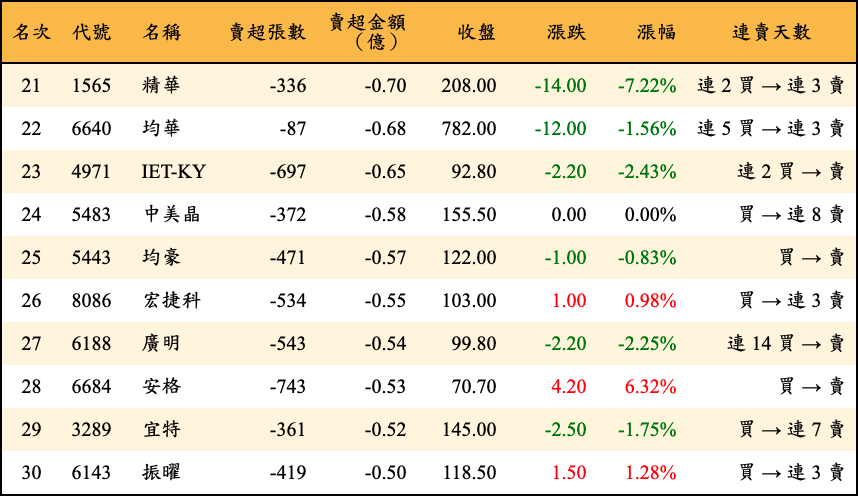 名次 代號 名稱 賣超張數 賣超金額（億） 收盤 漲跌 漲幅 連賣天數
21 1565 精華 -336 -0.70 208.00 -14.00 -7.22% 連 2 買 → 連 3 賣
22 6640 均華 -87 -0.68 782.00 -12.00 -1.56% 連 5 買 → 連 3 賣
23 4971 IET-KY -697 -0.65 92.80 -2.20 -2.43% 連 2 買 → 賣
24 5483 中美晶 -372 -0.58 155.50 0.00 0.00% 買 → 連 8 賣
25 5443 均豪 -471 -0.57 122.00 -1.00 -0.83% 買 → 賣
26 8086 宏捷科 -534 -0.55 103.00 1.00 0.98% 買 → 連 3 賣
27 6188 廣明 -543 -0.54 99.80 -2.20 -2.25% 連 14 買 → 賣
28 6684 安格 -743 -0.53 70.70 4.20 6.32% 買 → 賣
29 3289 宜特 -361 -0.52 145.00 -2.50 -1.75% 買 → 連 7 賣
30 6143 振曜 -419 -0.50 118.50 1.50 1.28% 買 → 連 3 賣